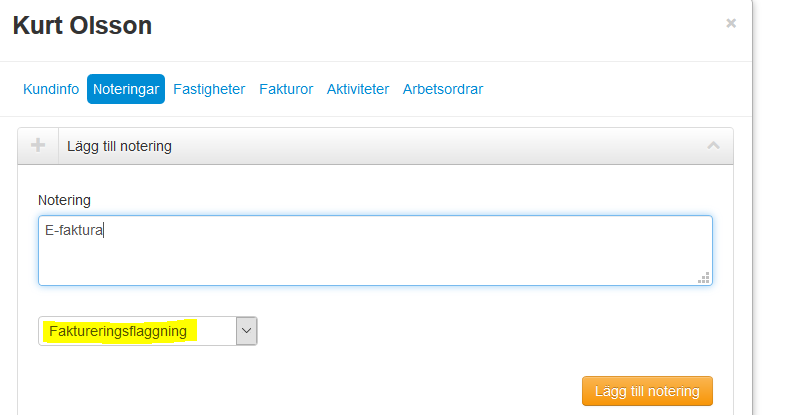 Kurt Olsson
×
Kundinfo Noteringar Fastigheter Fakturor Aktiviteter Arbetsordrar
Lägg till notering
Notering
E-faktura
Faktureringsflaggning
Lägg till notering